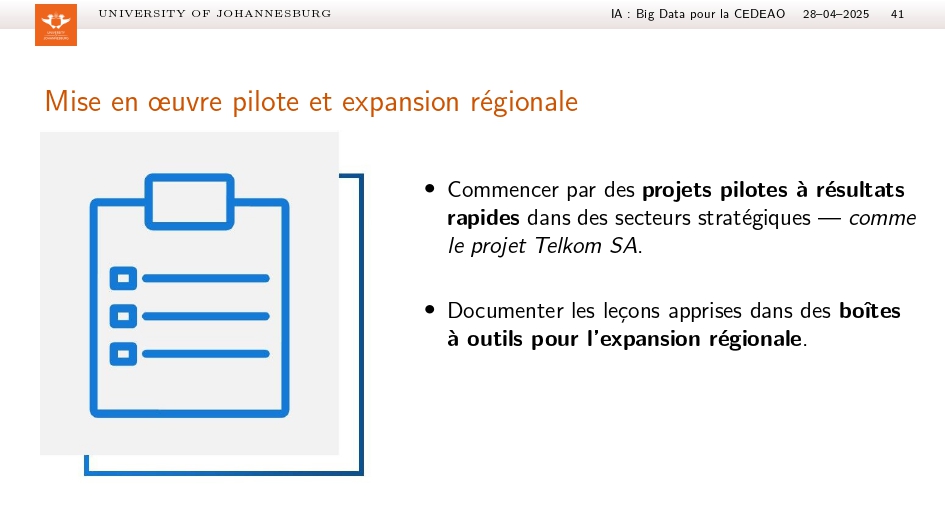 UNIVERSITY OF JOHANNESBURG
IA : Big Data pour la CEDEAO 28–04–2025 41
UNIVERSITY
JOHANNESBURG
Mise en œuvre pilote et expansion régionale
• Commencer par des projets pilotes à résultats
rapides dans des secteurs stratégiques — comme
le projet Telkom SA.
• Documenter les leçons apprises dans des boîtes
à outils pour l'expansion régionale.